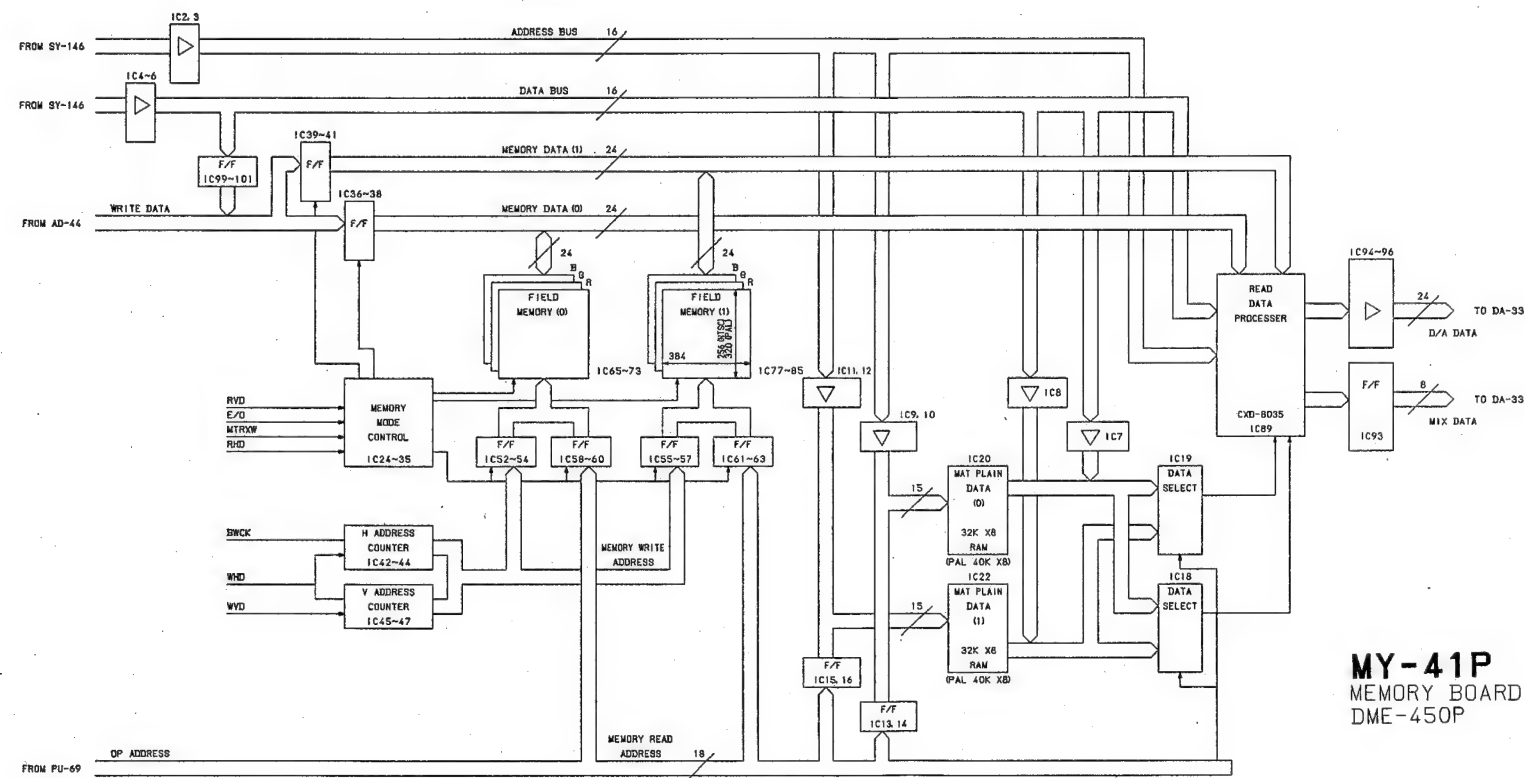 IC2, 3
FROM SY-146
ADDRESS BUS
16
IC4~6
FROM SY-146
DATA BUS
16
IC39~41
F/F
MEMORY DATA (1)
24
F/F
IC99~101
IC36~38
F/F
WRITE DATA
FROM AD-44
MEMORY DATA (0)
24
24
24
B
G
R
FIELD
MEMORY (0)
IC65~73
B
G
R
FIELD
MEMORY (1)
384
256 (NTSC)
320 (PAL)
IC77~85
READ
DATA
PROCESSER
CXD-8035
IC89
IC94~96
24
TO DA-33
D/A DATA
F/F
IC93
8
TO DA-33
MIX DATA
RVD
E/O
MTRXW
RHD
MEMORY
MODE
CONTROL
IC24~35
F/F
IC52~54
F/F
IC58~60
F/F
IC55~57
F/F
IC61~63
IC11, 12
IC9, 10
IC8
IC7
BWCK
WHD
WVD
H ADDRESS
COUNTER
IC42~44
V ADDRESS
COUNTER
IC45~47
MEMORY WRITE
ADDRESS
15
IC20
MAT PLAIN
DATA
(0)
32K X8
RAM
(PAL 40K X8)
15
IC22
MAT PLAIN
DATA
(1)
32K X8
RAM
(PAL 40K X8)
IC19
DATA
SELECT
IC18
DATA
SELECT
F/F
IC15, 16
F/F
IC13, 14
MY-41P
MEMORY BOARD
DME-450P
OP ADDRESS
FROM PU-69
MEMORY READ
ADDRESS
18